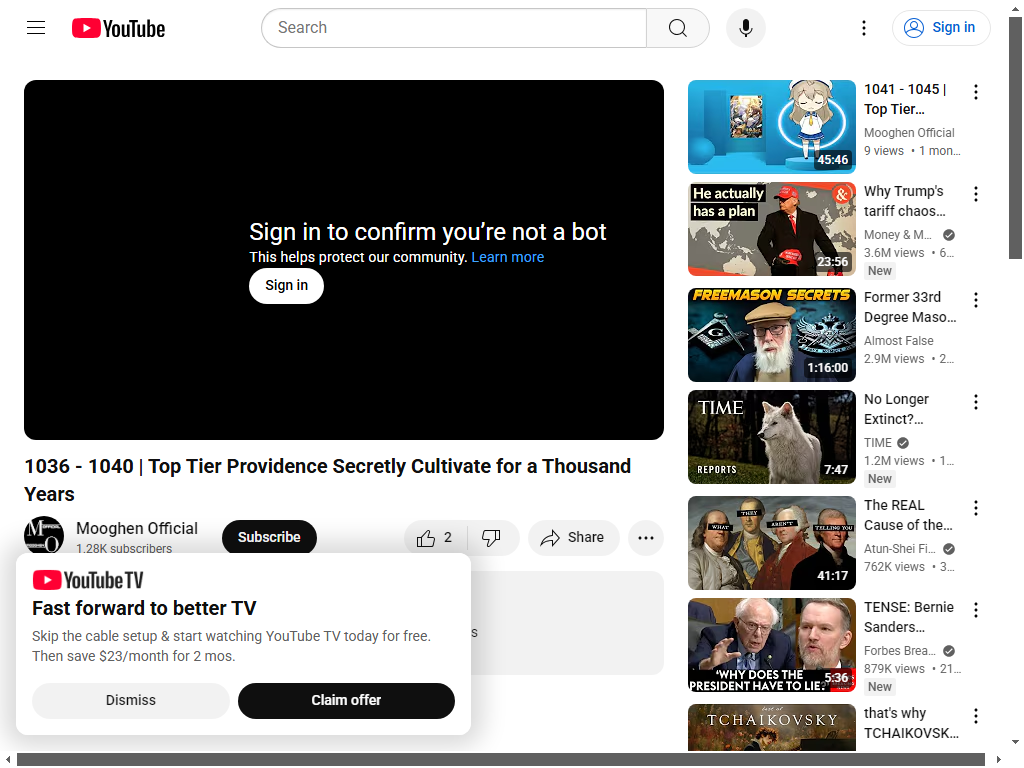 YouTube
Search
Sign in
Sign in to confirm you're not a bot
This helps protect our community. Learn more
Sign in
1036 - 1040 | Top Tier Providence Secretly Cultivate for a Thousand
Years
Mooghen Official
1.28K subscribers
Subscribe
2
Share
s
YouTube TV
Fast forward to better TV
Skip the cable setup & start watching YouTube TV today for free.
Then save $23/month for 2 mos.
Dismiss
Claim offer
45:46
1041 - 1045 |
Top Tier…
Mooghen Official
9 views • 1 mon…
He actually
has a plan
&
23:56
Why Trump's
tariff chaos…
Money & M…
3.6M views • 6…
New
FREEMASON SECRETS
G
1:16:00
Former 33rd
Degree Maso…
Almost False
2.9M views • 2…
TIME
REPORTS
7:47
No Longer
Extinct?…
TIME
1.2M views • 1…
New
WHAT
THEY
AREN'T
TELLING YOU
41:17
The REAL
Cause of the…
Atun-Shei Fi…
762K views • 3…
'WHY DOES THE
PRESIDENT HAVE TO LIE?'
5:36
TENSE: Bernie
Sanders…
Forbes Brea…
879K views • 21…
New
best of
TCHAIKOVSKY
that's why
TCHAIKOVSK…